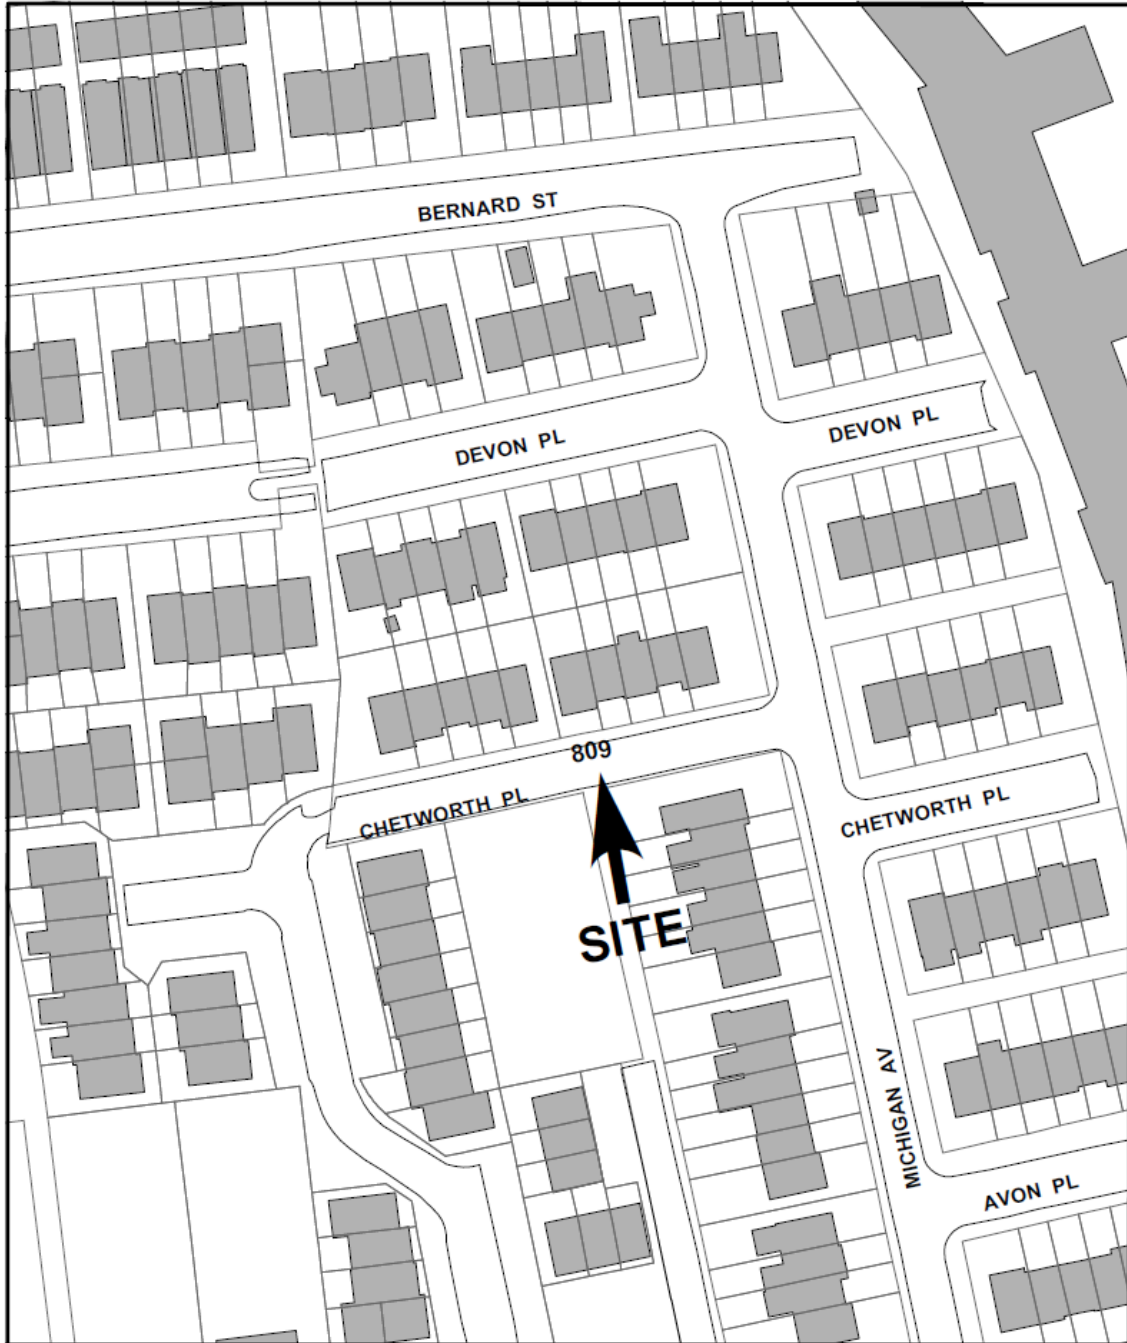 BERNARD ST
DEVON PL
DEVON PL
809
CHETWORTH PL
CHETWORTH PL
SITE
MICHIGAN AV
AVON PL